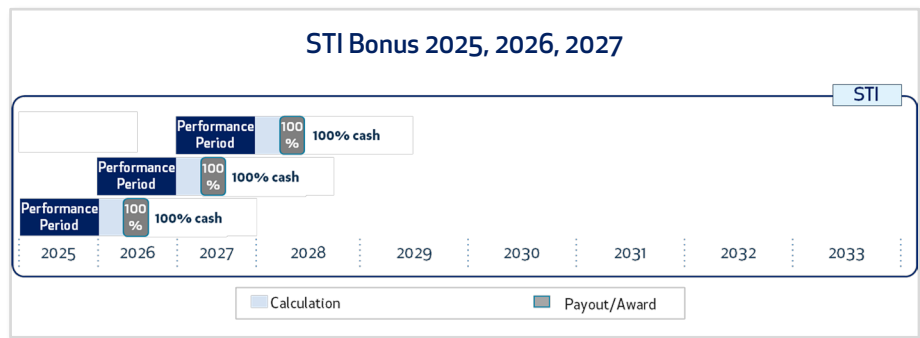 STI Bonus 2025, 2026, 2027
STI
Performance
Period
100
%
100% cash
Performance
Period
100
%
100% cash
Performance
Period
100
%
100% cash
2025 2026 2027 2028 2029 2030 2031 2032 2033
Calculation
Payout/Award